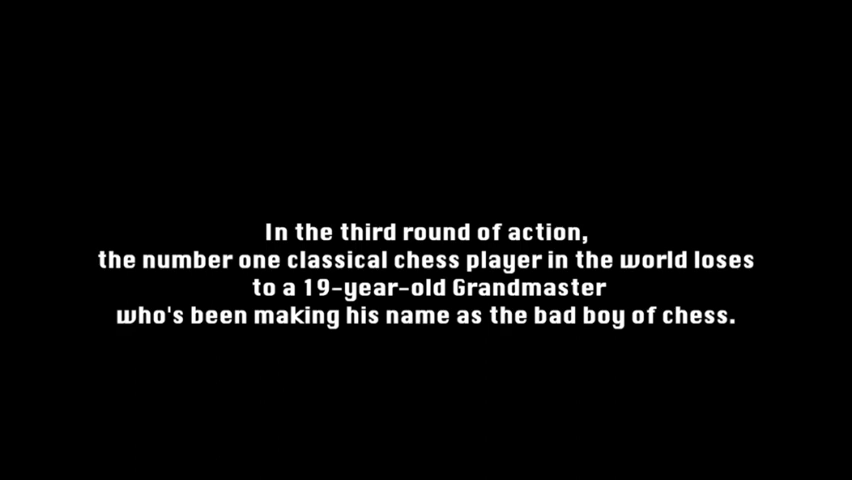 In the third round of action,
the number one classical chess player in the world loses
to a 19-year-old Grandmaster
who's been making his name as the bad boy of chess.